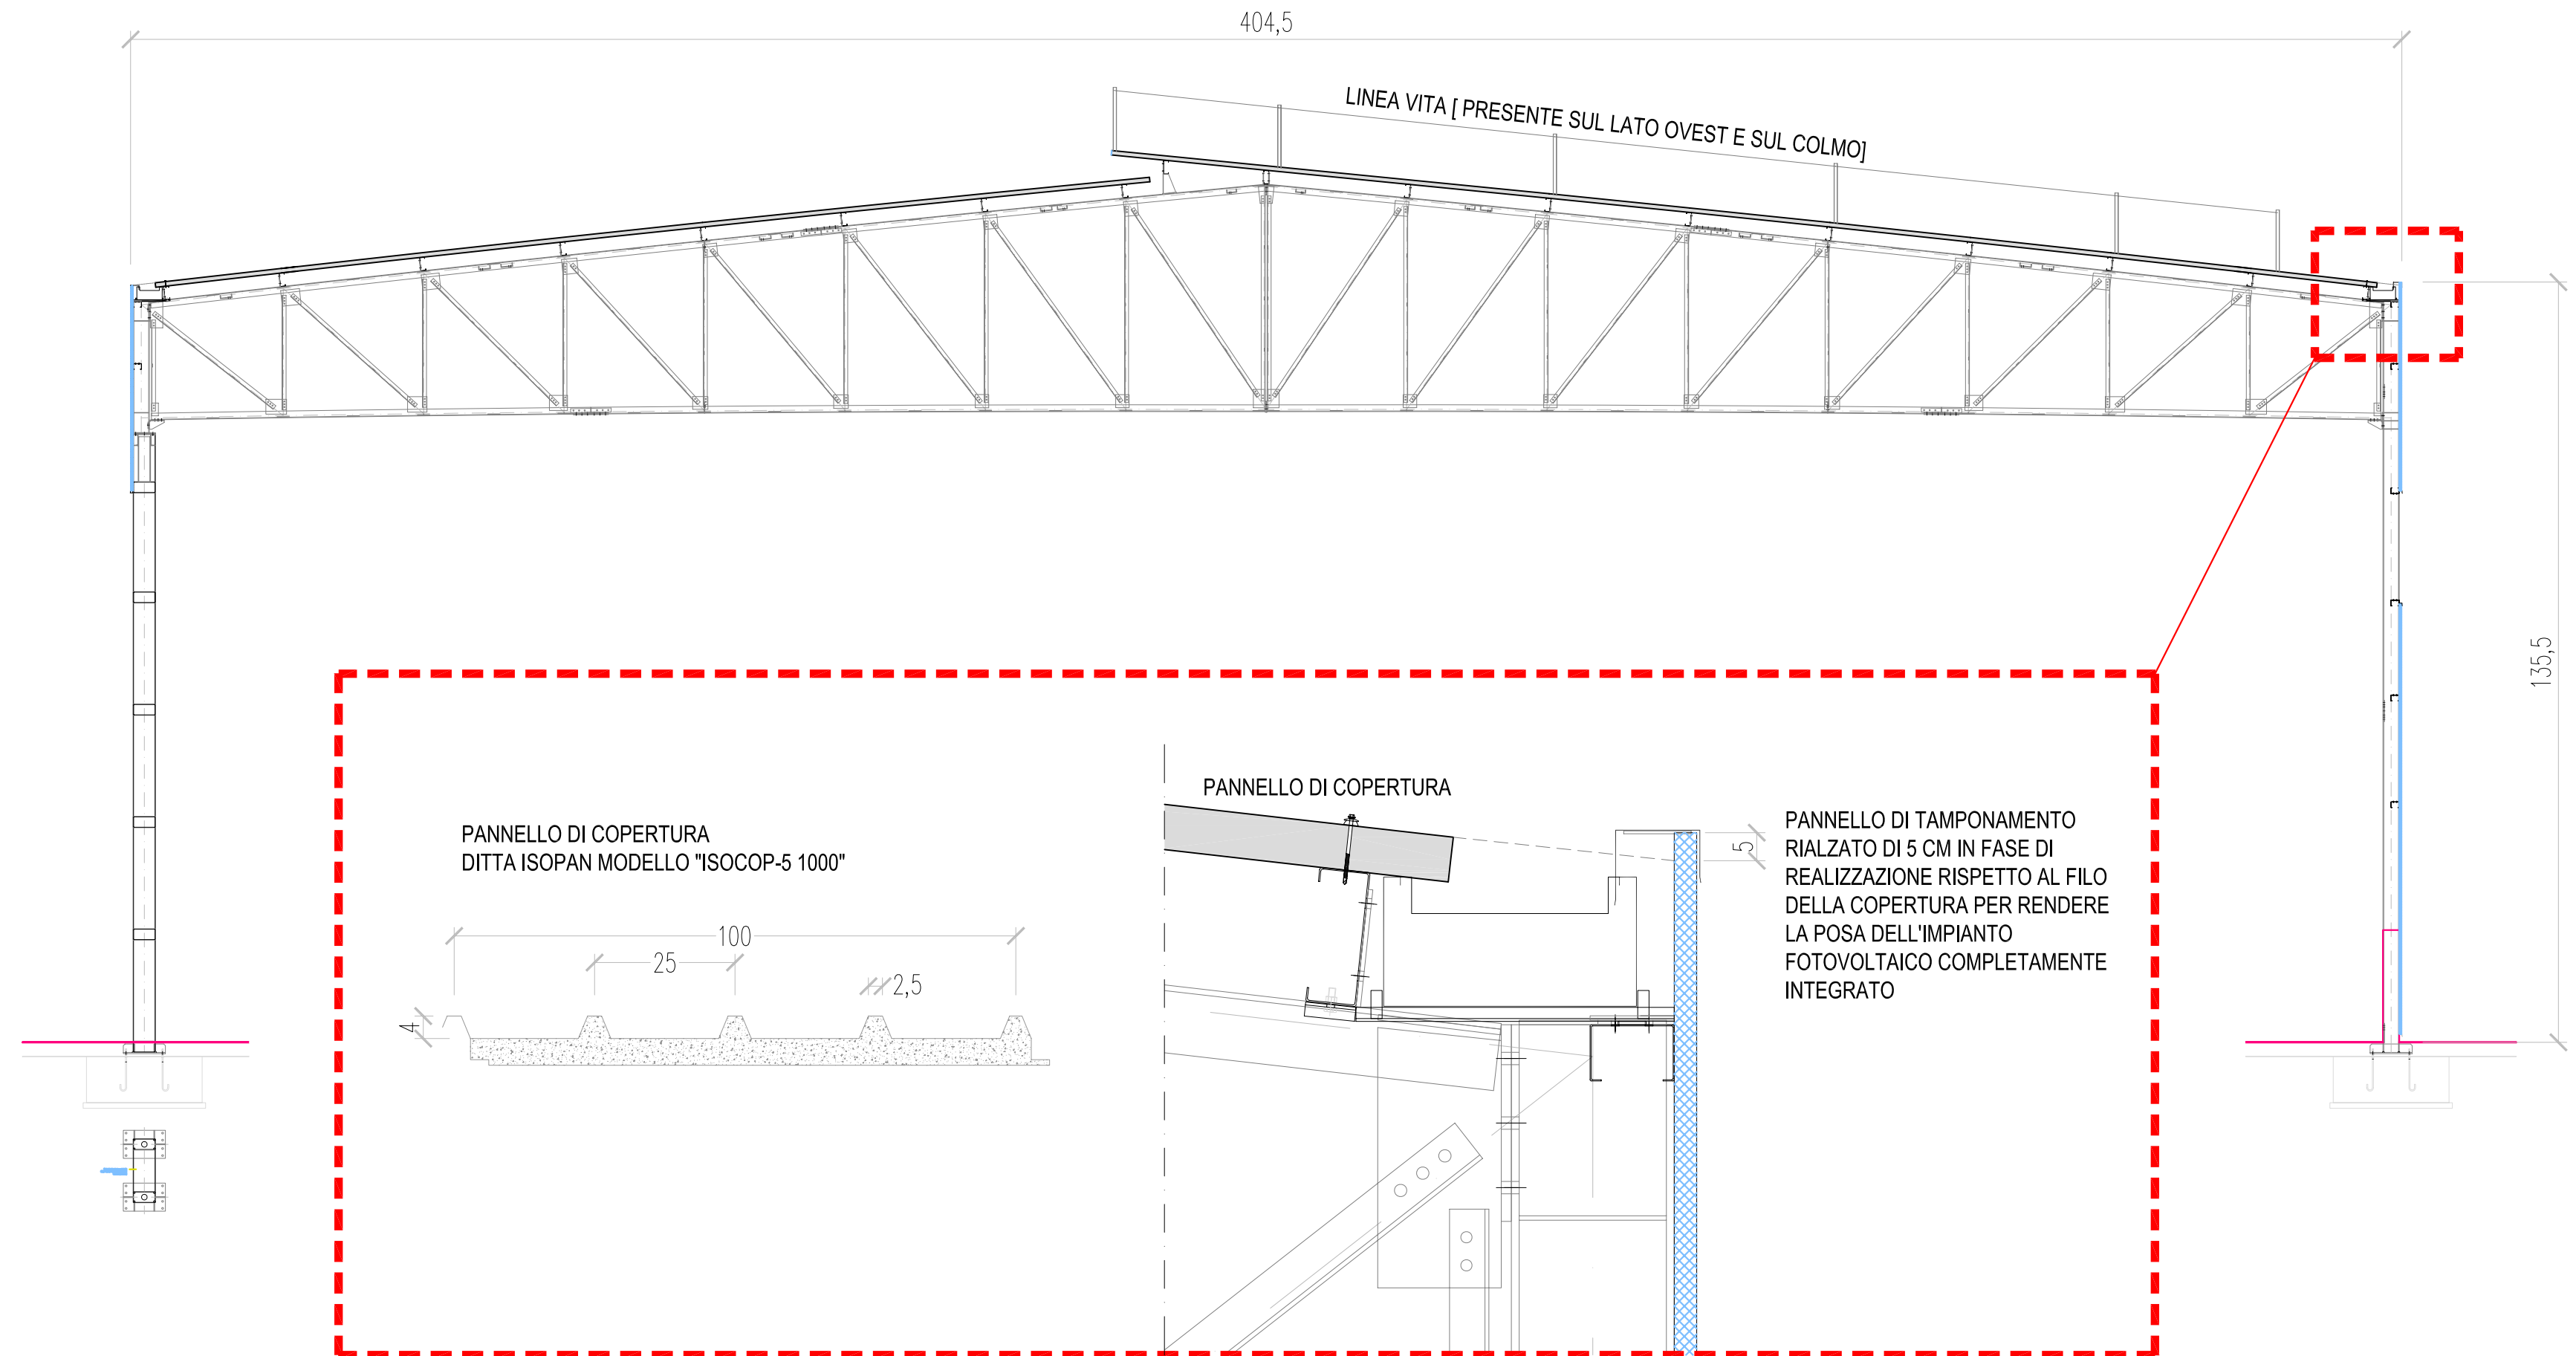 404,5
LINEA VITA [ PRESENTE SUL LATO OVEST E SUL COLMO]
135,5
PANNELLO DI COPERTURA
DITTA ISOPAN MODELLO "ISOCOP-5 1000"
100
25
2,5
4
PANNELLO DI COPERTURA
5
PANNELLO DI TAMPONAMENTO
RIALZATO DI 5 CM IN FASE DI
REALIZZAZIONE RISPETTO AL FILO
DELLA COPERTURA PER RENDERE
LA POSA DELL'IMPIANTO
FOTOVOLTAICO COMPLETAMENTE
INTEGRATO